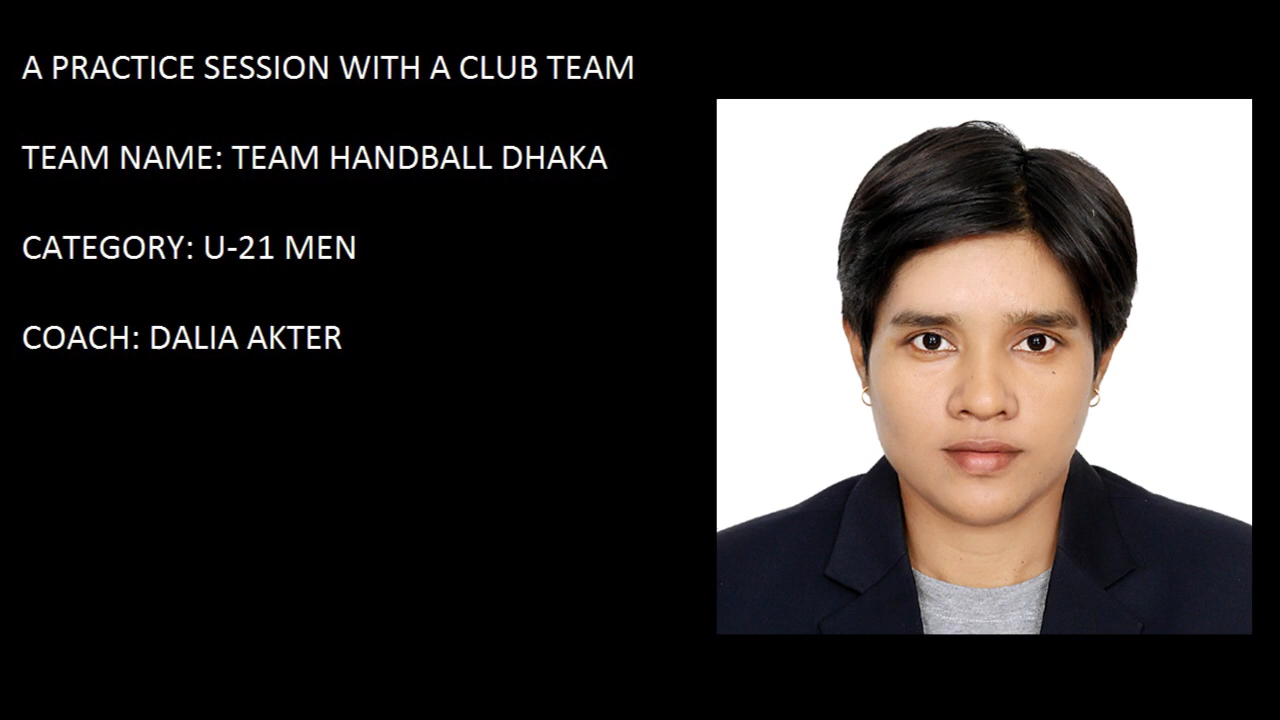 A PRACTICE SESSION WITH A CLUB TEAM
TEAM NAME: TEAM HANDBALL DHAKA
CATEGORY: U-21 MEN
COACH: DALIA AKTER